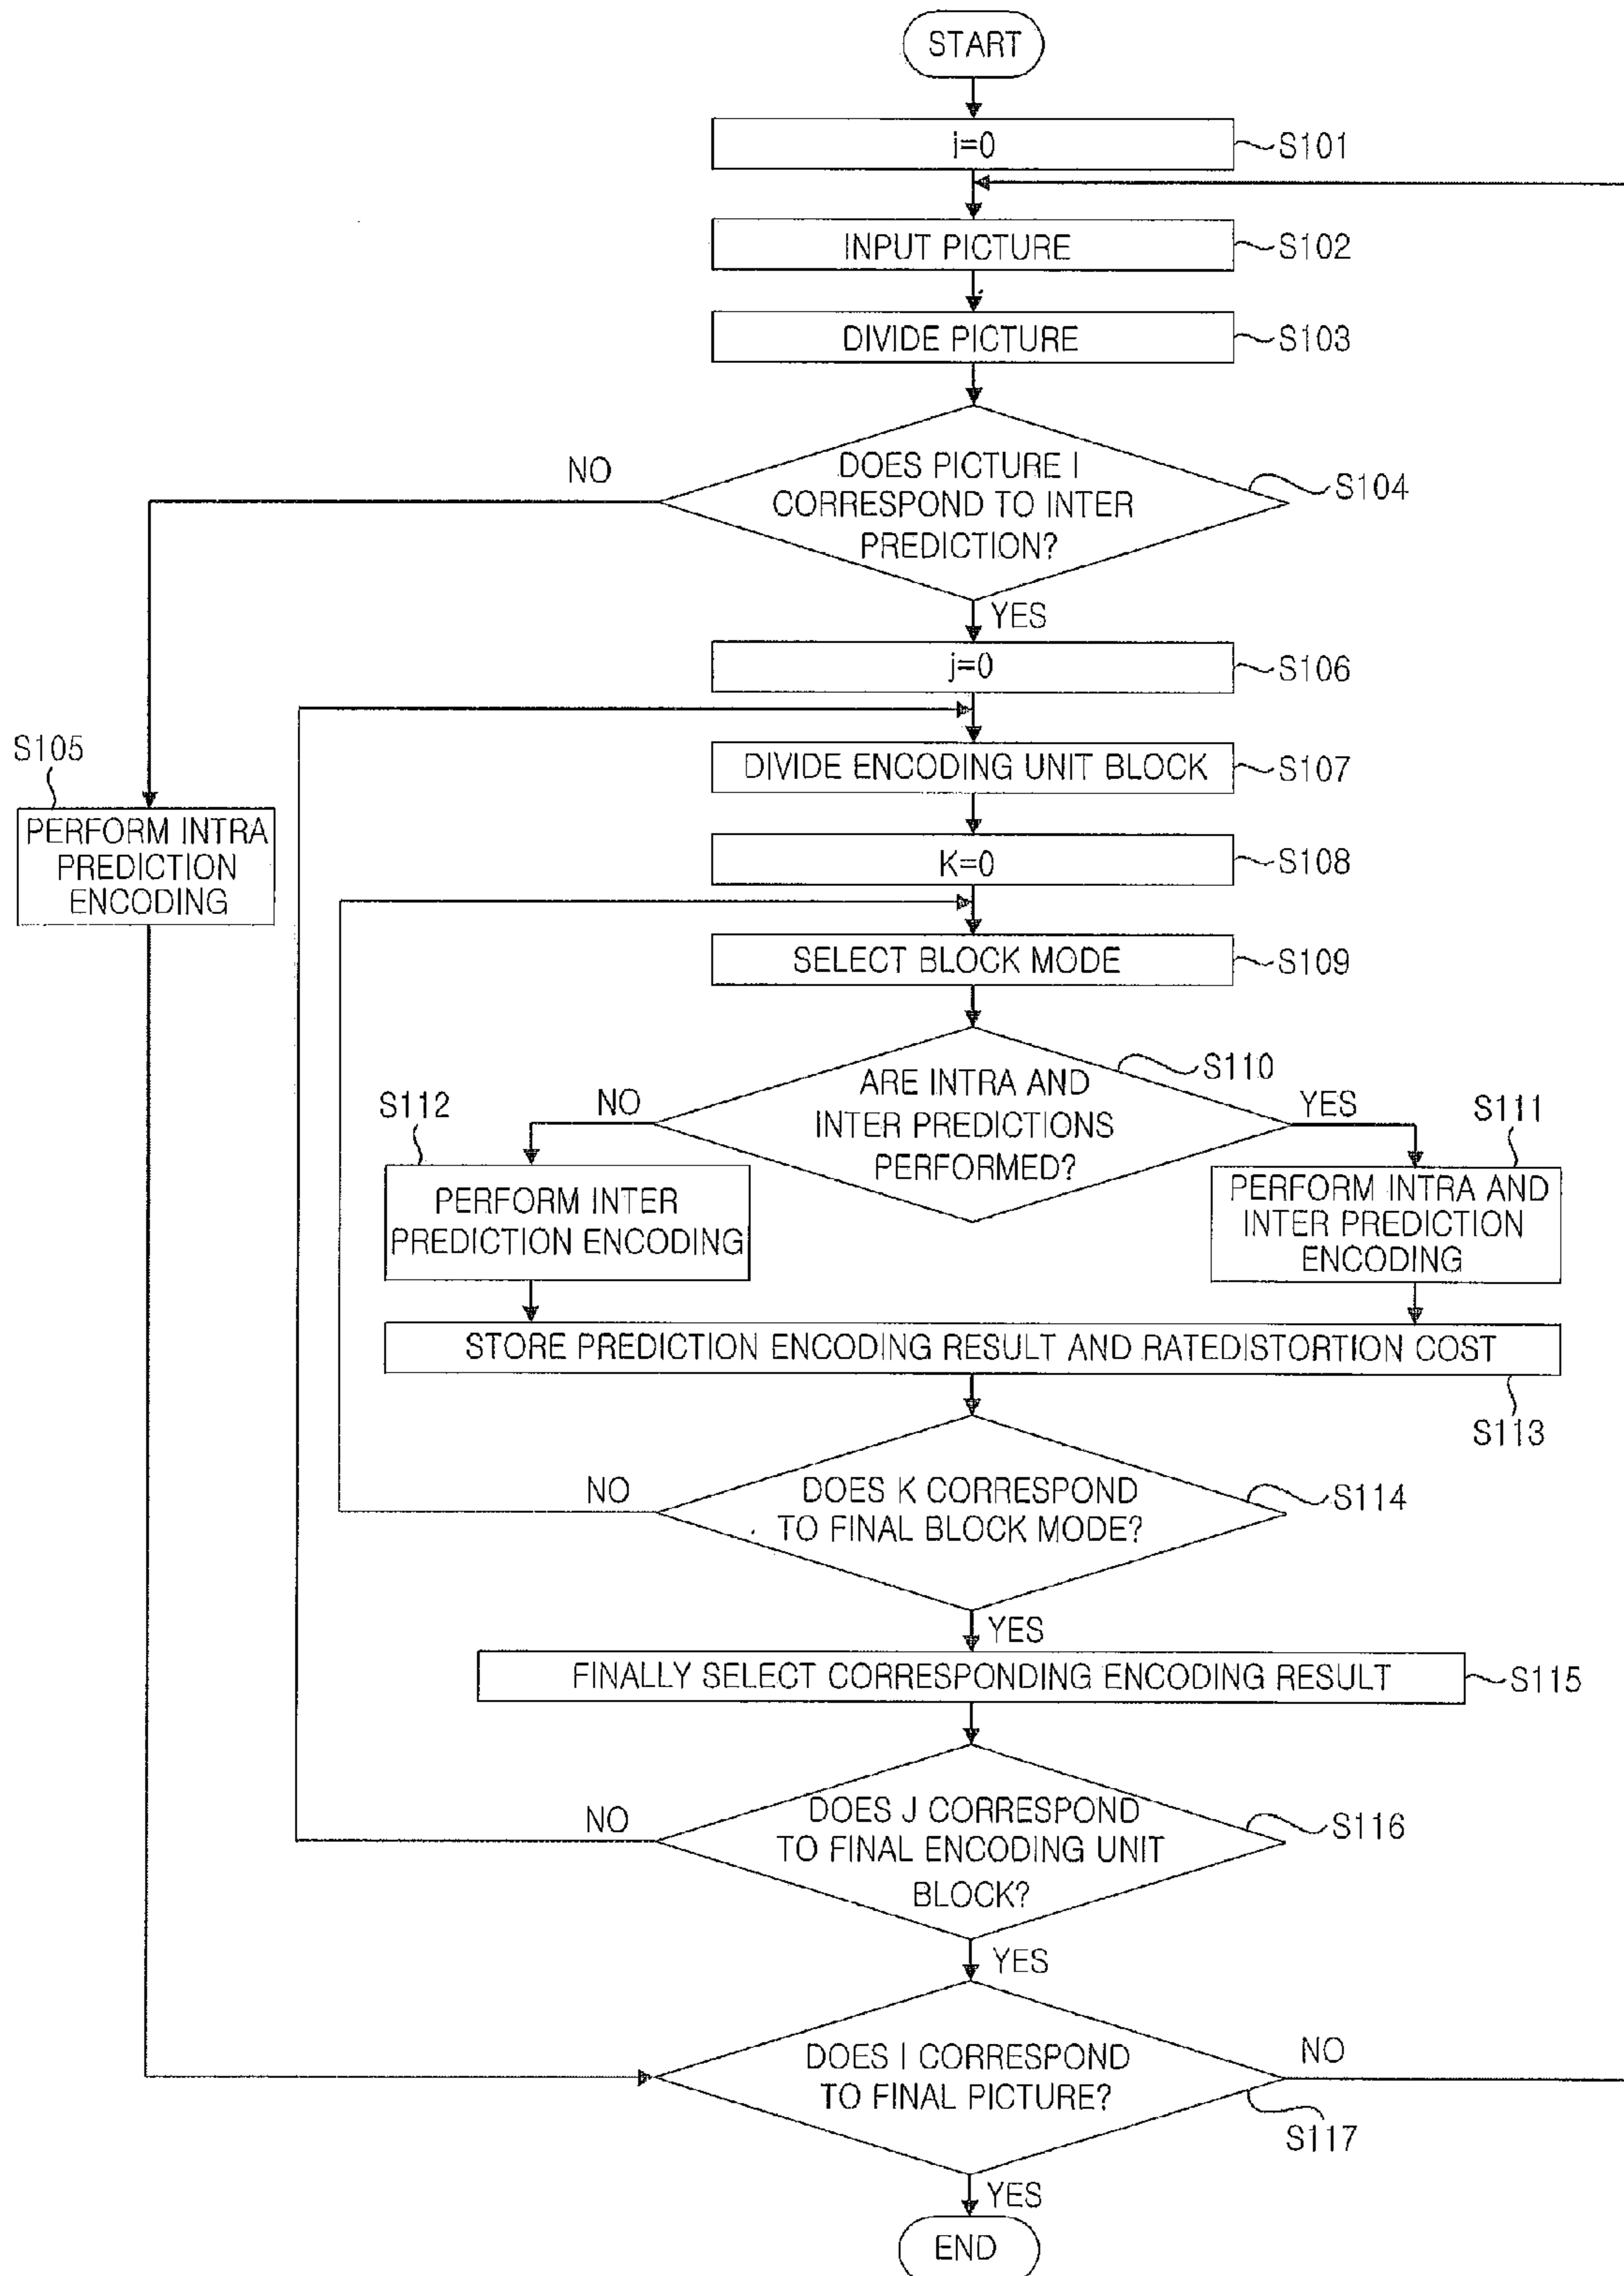 START
i=0
S101
INPUT PICTURE
S102
DIVIDE PICTURE
S103
DOES PICTURE I
CORRESPOND TO INTER
PREDICTION?
S104
NO
YES
j=0
S106
S105
PERFORM INTRA
PREDICTION
ENCODING
DIVIDE ENCODING UNIT BLOCK
S107
K=0
S108
SELECT BLOCK MODE
S109
ARE INTRA AND
INTER PREDICTIONS
PERFORMED?
S110
NO
YES
S112
PERFORM INTER
PREDICTION ENCODING
S111
PERFORM INTRA AND
INTER PREDICTION
ENCODING
STORE PREDICTION ENCODING RESULT AND RATEDISTORTION COST
S113
DOES K CORRESPOND
TO FINAL BLOCK MODE?
S114
NO
YES
FINALLY SELECT CORRESPONDING ENCODING RESULT
S115
DOES J CORRESPOND
TO FINAL ENCODING UNIT
BLOCK?
S116
NO
YES
DOES I CORRESPOND
TO FINAL PICTURE?
NO
S117
YES
END